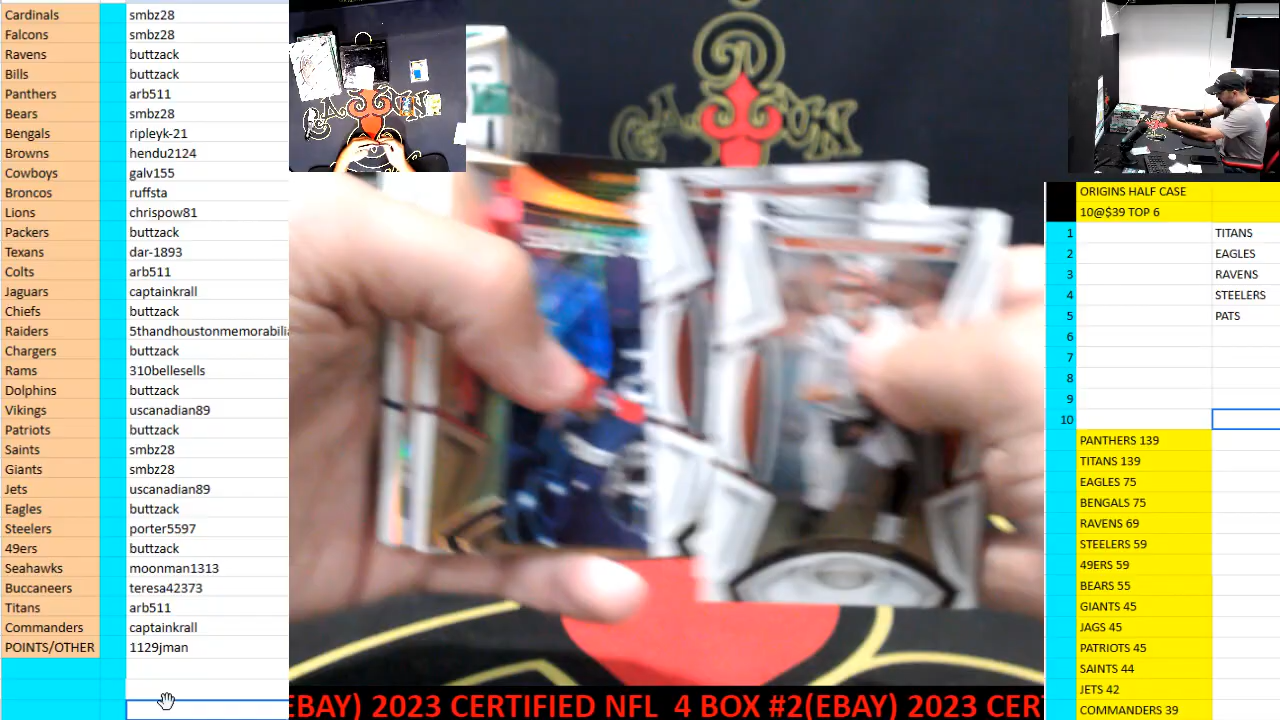 Cardinals smbz28
Falcons smbz28
Ravens buttzack
Bills buttzack
Panthers arb511
Bears smbz28
Bengals ripleyk-21
Browns hendu2124
Cowboys galv155
Broncos ruffsta
Lions chrispow81
Packers buttzack
Texans dar-1893
Colts arb511
Jaguars captainkrall
Chiefs buttzack
Raiders 5thandhoustonmemorabili
Chargers buttzack
Rams 310bellesells
Dolphins buttzack
Vikings uscanadian89
Patriots buttzack
Saints smbz28
Giants smbz28
Jets uscanadian89
Eagles buttzack
Steelers porter5597
49ers buttzack
Seahawks moonman1313
Buccaneers teresa42373
Titans arb511
Commanders captainkrall
POINTS/OTHER 1129jman
ORIGINS HALF CASE
10@$39 TOP 6
1 TITANS
2 EAGLES
3 RAVENS
4 STEELERS
5 PATS
6
7
8
9
10
PANTHERS 139
TITANS 139
EAGLES 75
BENGALS 75
RAVENS 69
STEELERS 59
49ERS 59
BEARS 55
GIANTS 45
JAGS 45
PATRIOTS 45
SAINTS 44
JETS 42
COMMANDERS 39
EBAY) 2023 CERTIFIED NFL 4 BOX #2(EBAY) 2023 CER